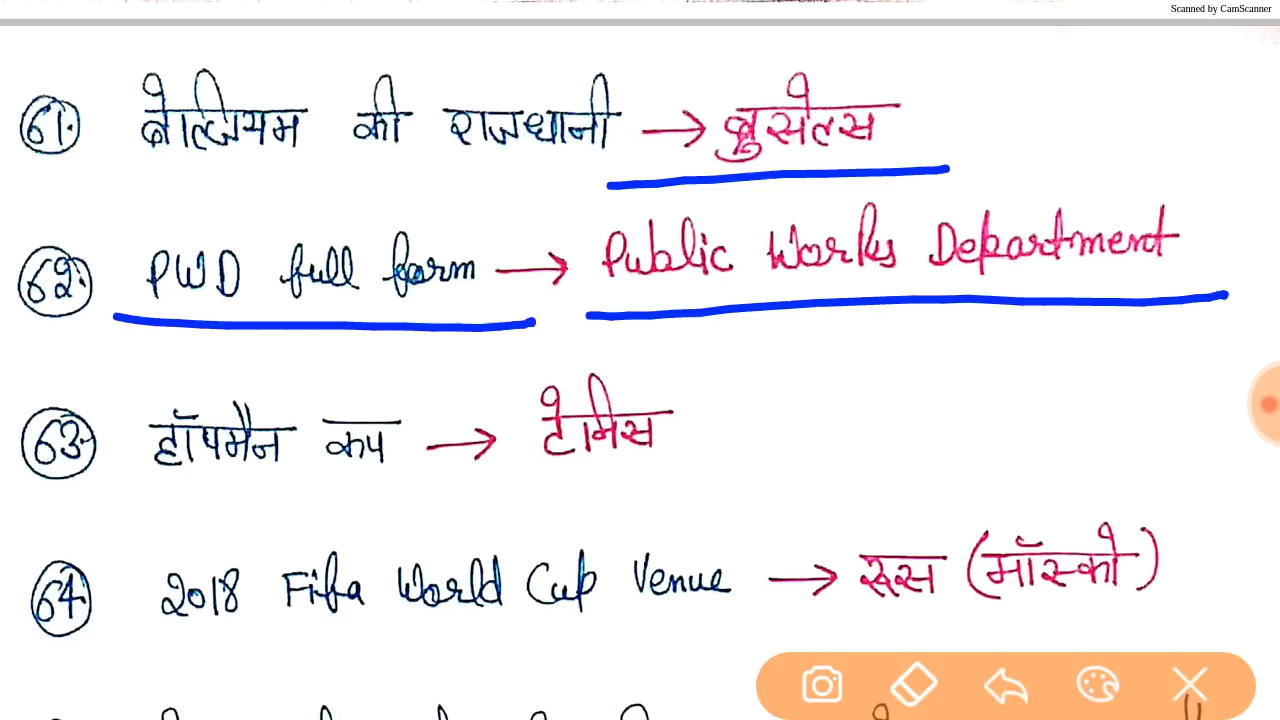 Scanned by CamScanner
61. बेल्जियम की राजधानी → ब्रुसेल्स
62. PWD full form → Public Works Department
63. हॉपमैन कप → टेनिस
64. 2018 Fifa World Cup Venue → रूस (मॉस्को)